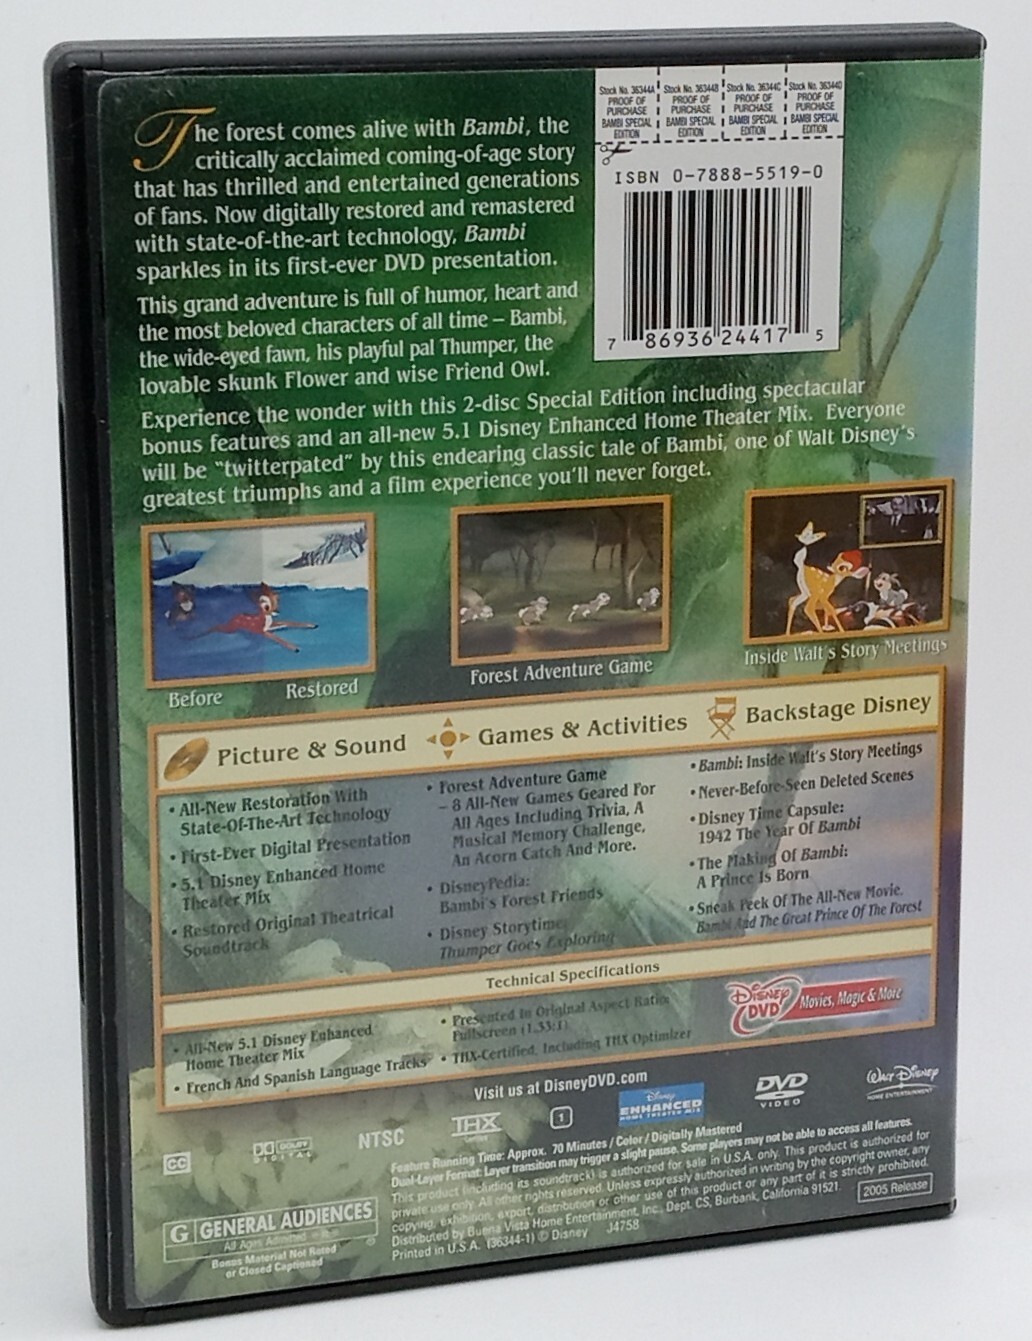 The forest comes alive with Bambi, the
critically acclaimed coming-of-age story
that has thrilled and entertained generations
of fans. Now digitally restored and remastered
with state-of-the-art technology, Bambi
sparkles in its first-ever DVD presentation.
This grand adventure is full of humor, heart and
the most beloved characters of all time – Bambi,
the wide-eyed fawn, his playful pal Thumper, the
lovable skunk Flower and wise Friend Owl.
Experience the wonder with this 2-disc Special Edition including spectacular
bonus features and an all-new 5.1 Disney Enhanced Home Theater Mix. Everyone
will be "twitterpated" by this endearing classic tale of Bambi, one of Walt Disney's
greatest triumphs and a film experience you'll never forget.
Stock No. 36344A
PROOF OF
PURCHASE
BAMBI SPECIAL
EDITION
Stock No. 36344B
PROOF OF
PURCHASE
BAMBI SPECIAL
EDITION
Stock No. 36344C
PROOF OF
PURCHASE
BAMBI SPECIAL
EDITION
Stock No. 36344D
PROOF OF
PURCHASE
BAMBI SPECIAL
EDITION
ISBN 0-7888-5519-0
7 86936 24417 5
Before
Restored
Forest Adventure Game
Inside Walt's Story Meetings
Picture & Sound
• All-New Restoration With
State-Of-The-Art Technology
• First-Ever Digital Presentation
• 5.1 Disney Enhanced Home
Theater Mix
• Restored Original Theatrical
Soundtrack
Games & Activities
• Forest Adventure Game
– 8 All-New Games Geared For
All Ages Including Trivia, A
Musical Memory Challenge,
An Acorn Catch And More.
• DisneyPedia:
Bambi's Forest Friends
• Disney Storytime:
Thumper Goes Exploring
Backstage Disney
• Bambi: Inside Walt's Story Meetings
• Never-Before-Seen Deleted Scenes
• Disney Time Capsule:
1942 The Year Of Bambi
• The Making Of Bambi:
A Prince Is Born
• Sneak Peek Of The All-New Movie,
Bambi And The Great Prince Of The Forest
Technical Specifications
• All-New 5.1 Disney Enhanced
Home Theater Mix
• French And Spanish Language Tracks
• Presented In Original Aspect Ratio
Fullscreen (1.33:1)
• THX-Certified, Including THX Optimizer
Disney DVD
Movies, Magic & More
Visit us at DisneyDVD.com
CC
DOLBY
DIGITAL
NTSC
THX
Series
1
Disney
ENHANCED
HOME THEATER MIX
DVD
VIDEO
Walt Disney
HOME ENTERTAINMENT
G GENERAL AUDIENCES
All Ages Admitted
Bonus Material Not Rated
or Closed Captioned
Feature Running Time: Approx. 70 Minutes / Color / Digitally Mastered
Dual-Layer Format: Layer transition may trigger a slight pause. Some players may not be able to access all features.
This product (including its soundtrack) is authorized for sale in U.S.A. only. This product is authorized for
private use only. All other rights reserved. Unless expressly authorized in writing by the copyright owner, any
copying, exhibition, export, distribution or other use of this product or any part of it is strictly prohibited.
Distributed by Buena Vista Home Entertainment, Inc., Dept. CS, Burbank, California 91521.
Printed in U.S.A. (36344-1) © Disney J4758
2005 Release